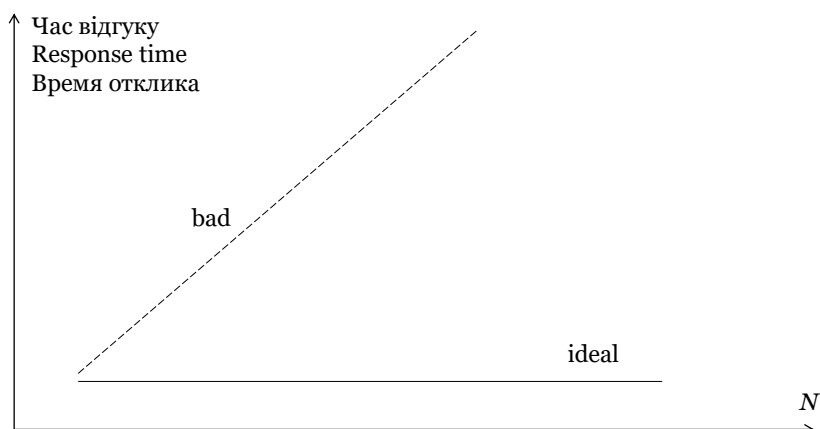 Час відгуку
Response time
Время отклика
bad
ideal
N